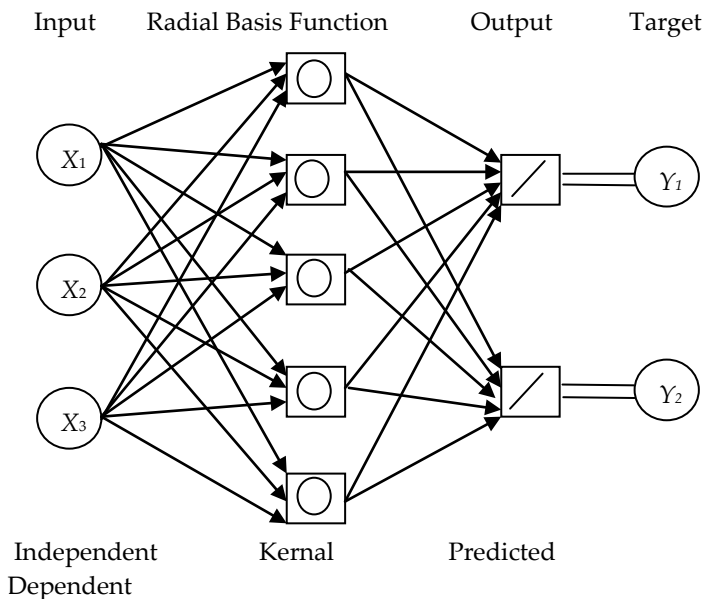 Input Radial Basis Function Output Target
X1
Y1
X2
Y2
X3
Independent Kernal Predicted
Dependent